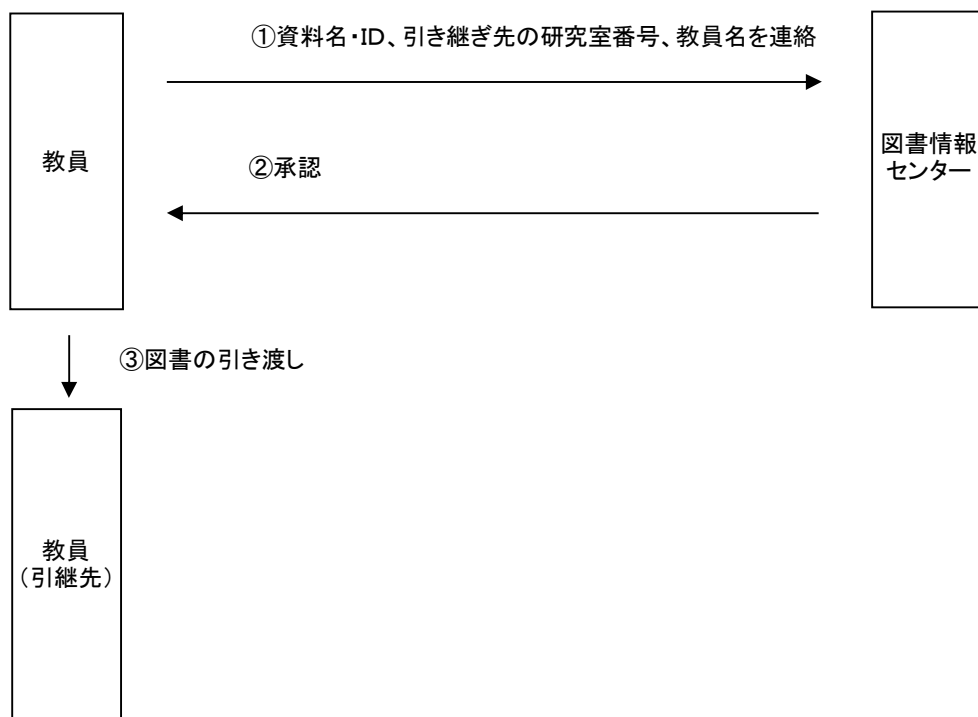 ①資料名・ID、引き継ぎ先の研究室番号、教員名を連絡
教員
②承認
図書情報
センター
③図書の引き渡し
教員
（引継先）